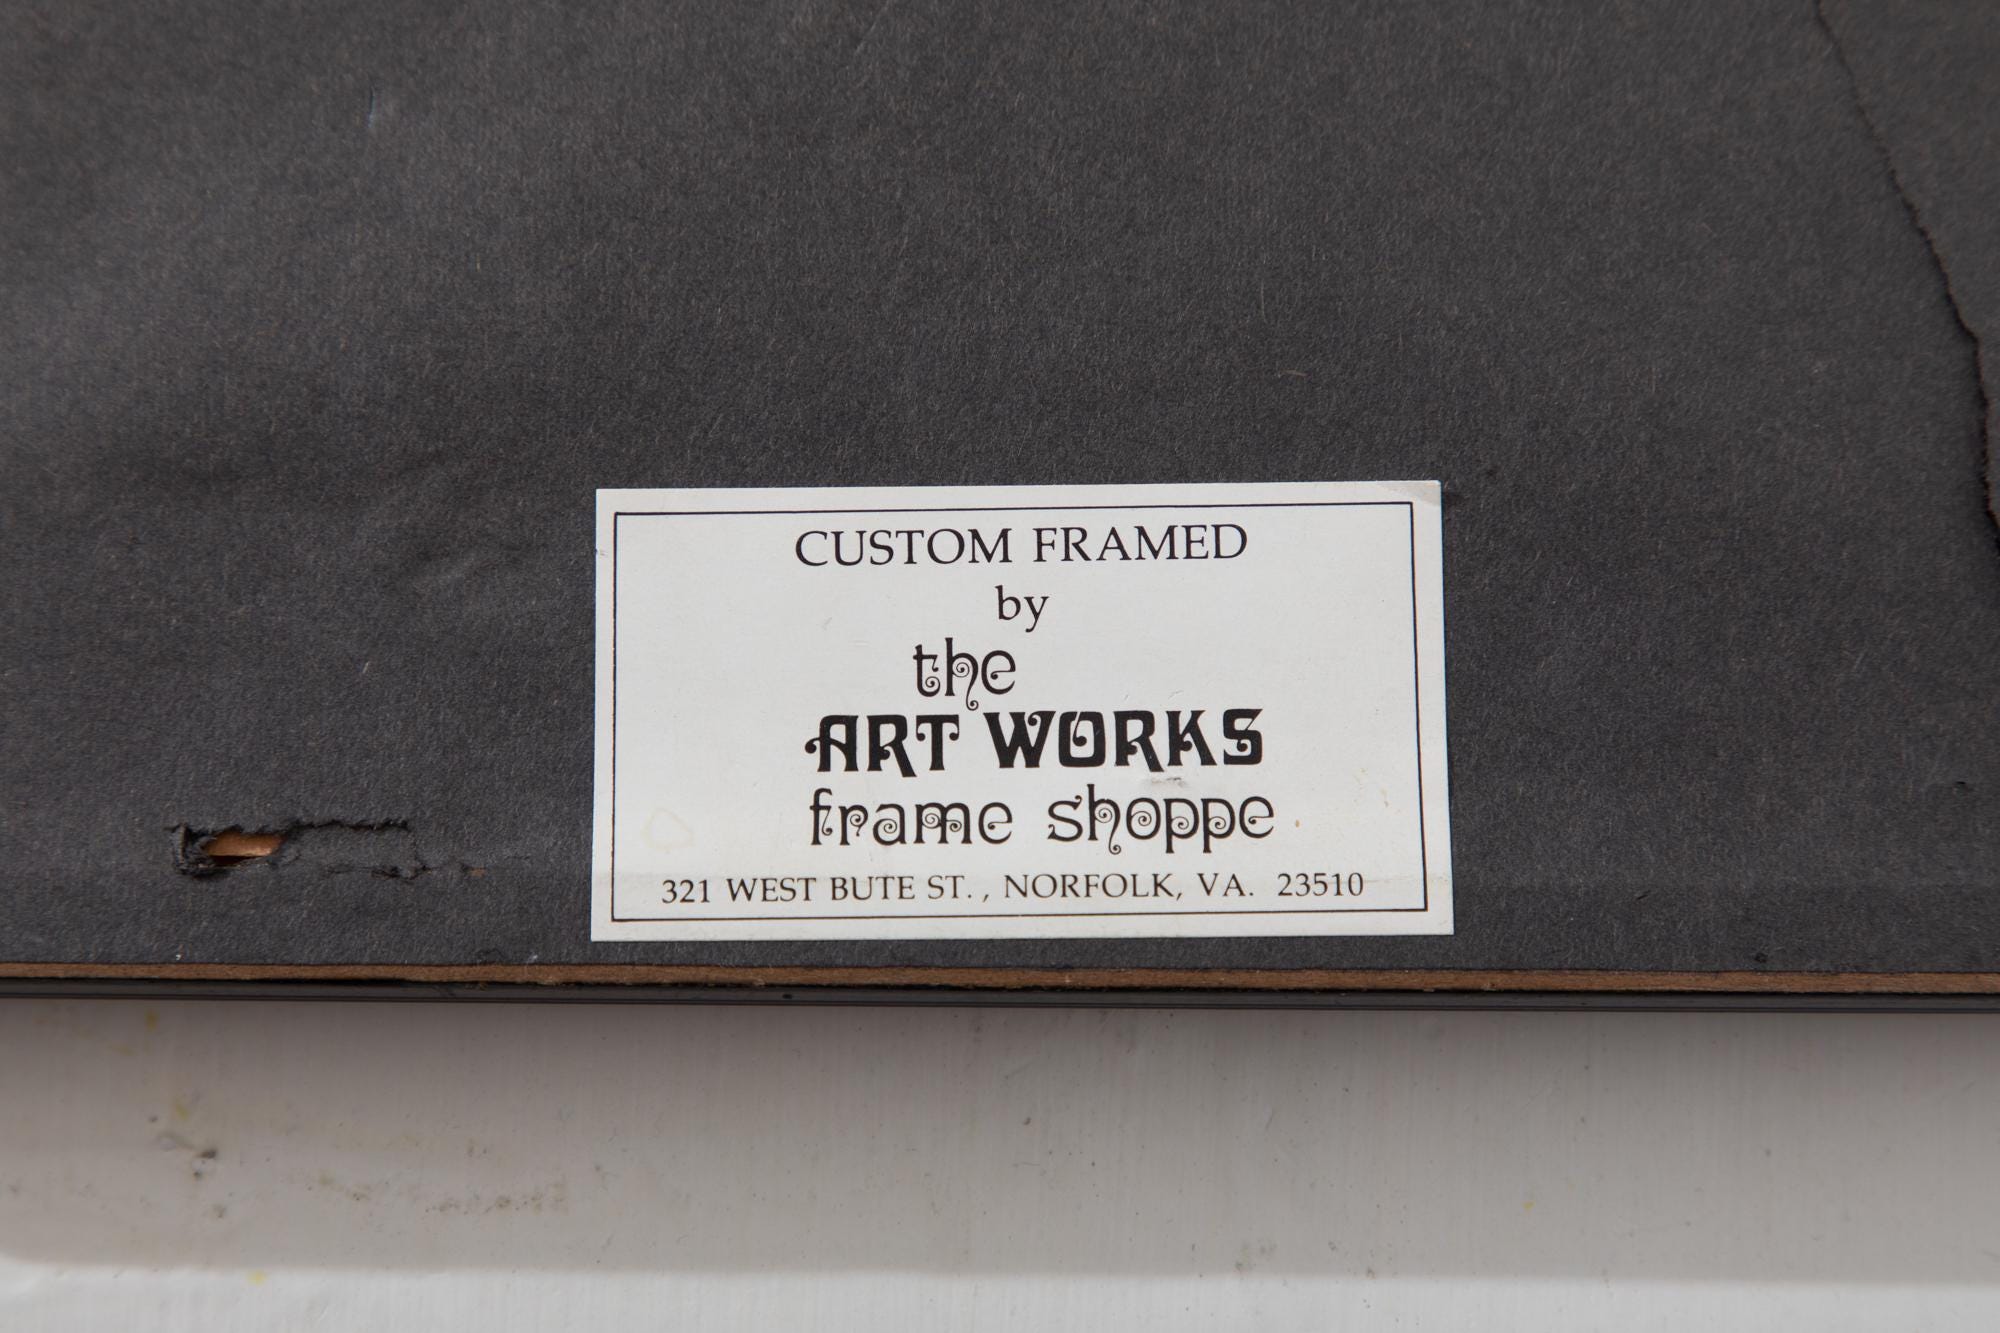 CUSTOM FRAMED
by
the
ART WORKS
frame shoppe
321 WEST BUTE ST., NORFOLK, VA. 23510